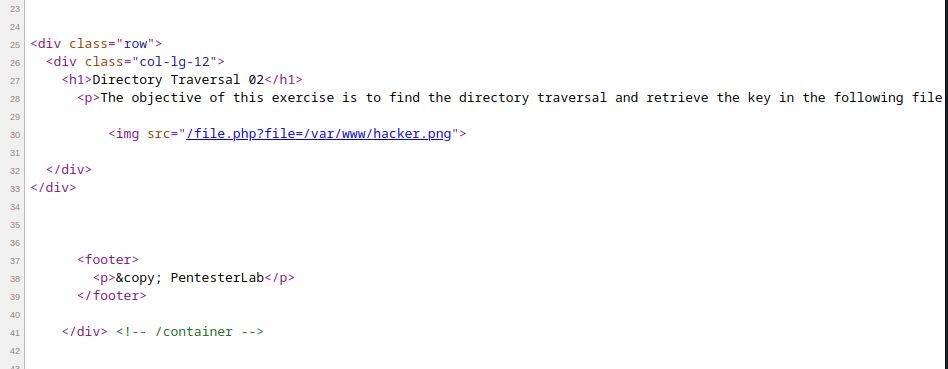 23
24
25 <div class="row">
26 <div class="col-lg-12">
27 <h1>Directory Traversal 02</h1>
28 <p>The objective of this exercise is to find the directory traversal and retrieve the key in the following file
29
30 <img src="/file.php?file=/var/www/hacker.png">
31
32 </div>
33 </div>
34
35
36
37 <footer>
38 <p>&copy; PentesterLab</p>
39 </footer>
40
41 </div> <!-- /container -->
42